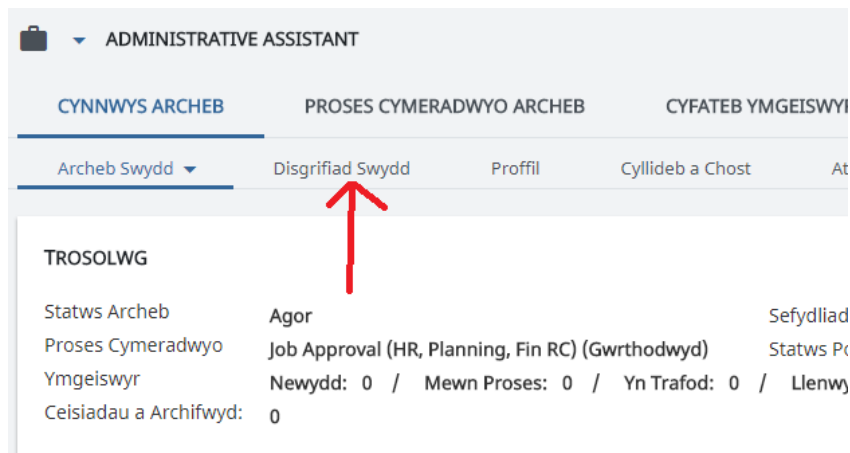 ADMINISTRATIVE ASSISTANT
CYNNWYS ARCHEB PROSES CYMERADWYO ARCHEB CYFATEB YMGEISWYR
Archeb Swydd Disgrifiad Swydd Proffil Cyllideb a Chost At
TROSOLWG
Statws Archeb Agor Sefydliad
Proses Cymeradwyo Job Approval (HR, Planning, Fin RC) (Gwrthodwyd) Statws
Ymgeiswyr Newydd: 0 / Mewn Proses: 0 / Yn Trafod: 0 / Llenwy
Ceisiadau a Archifwyd: 0